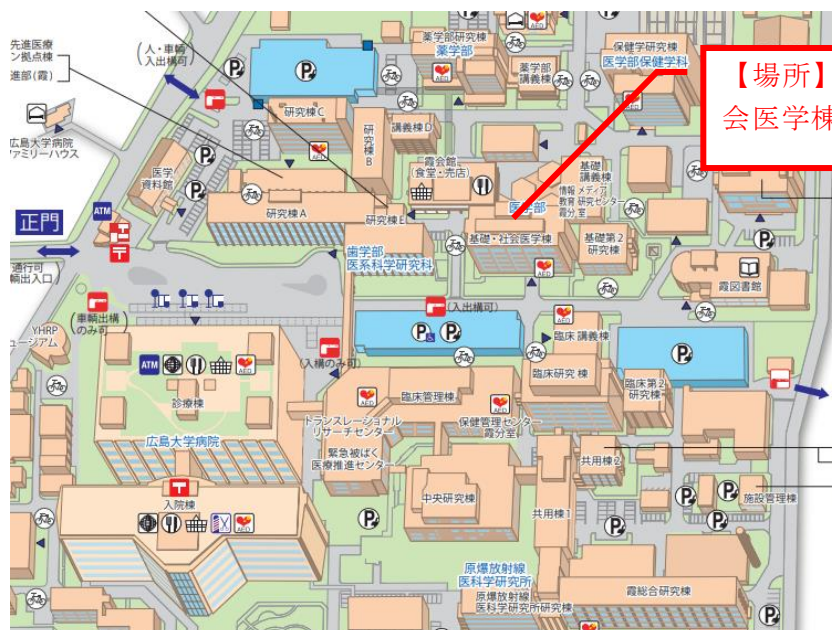 先進医療
ン拠点棟
進部(霞)
(人・車輌
入出構可)
薬学部研究棟
薬学部
薬学部
講義棟
保健学研究棟
医学部保健学科
【場所】
会医学棟
広島大学病院
ファミリーハウス
医学
資料館
研究棟C
研究棟B
講義棟D
霞会館
(食堂・売店)
基礎
講義棟
情報メディア
教育研究センター
霞分室
医学部
研究棟A
研究棟E
基礎・社会医学棟
基礎第2
研究棟
霞図書館
正門
ATM
歯学部
医系科学研究科
通行可
輌出入口)
(車輌出構
のみ可)
(入出構可)
YHRP
ュージアム
(入構のみ可)
臨床講義棟
臨床研究棟
臨床第2
研究棟
ATM
診療棟
臨床管理棟
トランスレーショナル
リサーチセンター
保健管理センター
霞分室
広島大学病院
緊急被ばく
医療推進センター
共用棟2
中央研究棟
共用棟1
施設管理棟
入院棟
原爆放射線
医科学研究所
原爆放射線
医科学研究所研究棟
霞総合研究棟